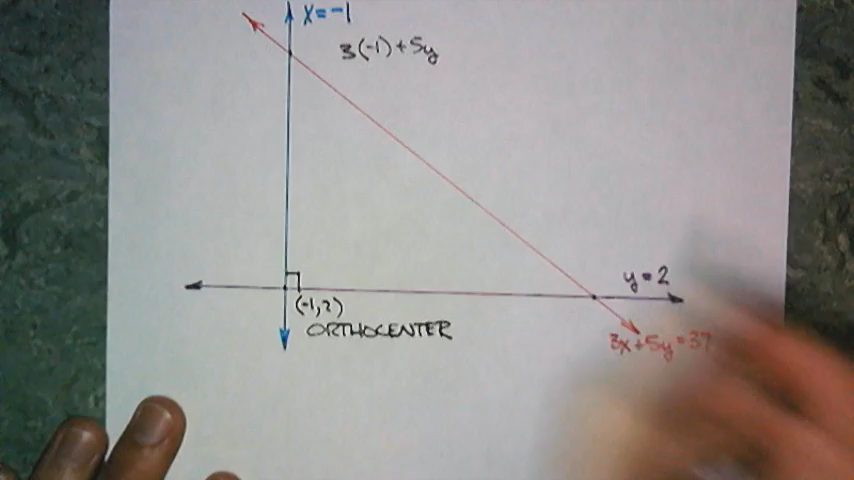 x=-1
3(-1)+5y
y=2
(-1,2)
ORTHOCENTER
3x+5y=37